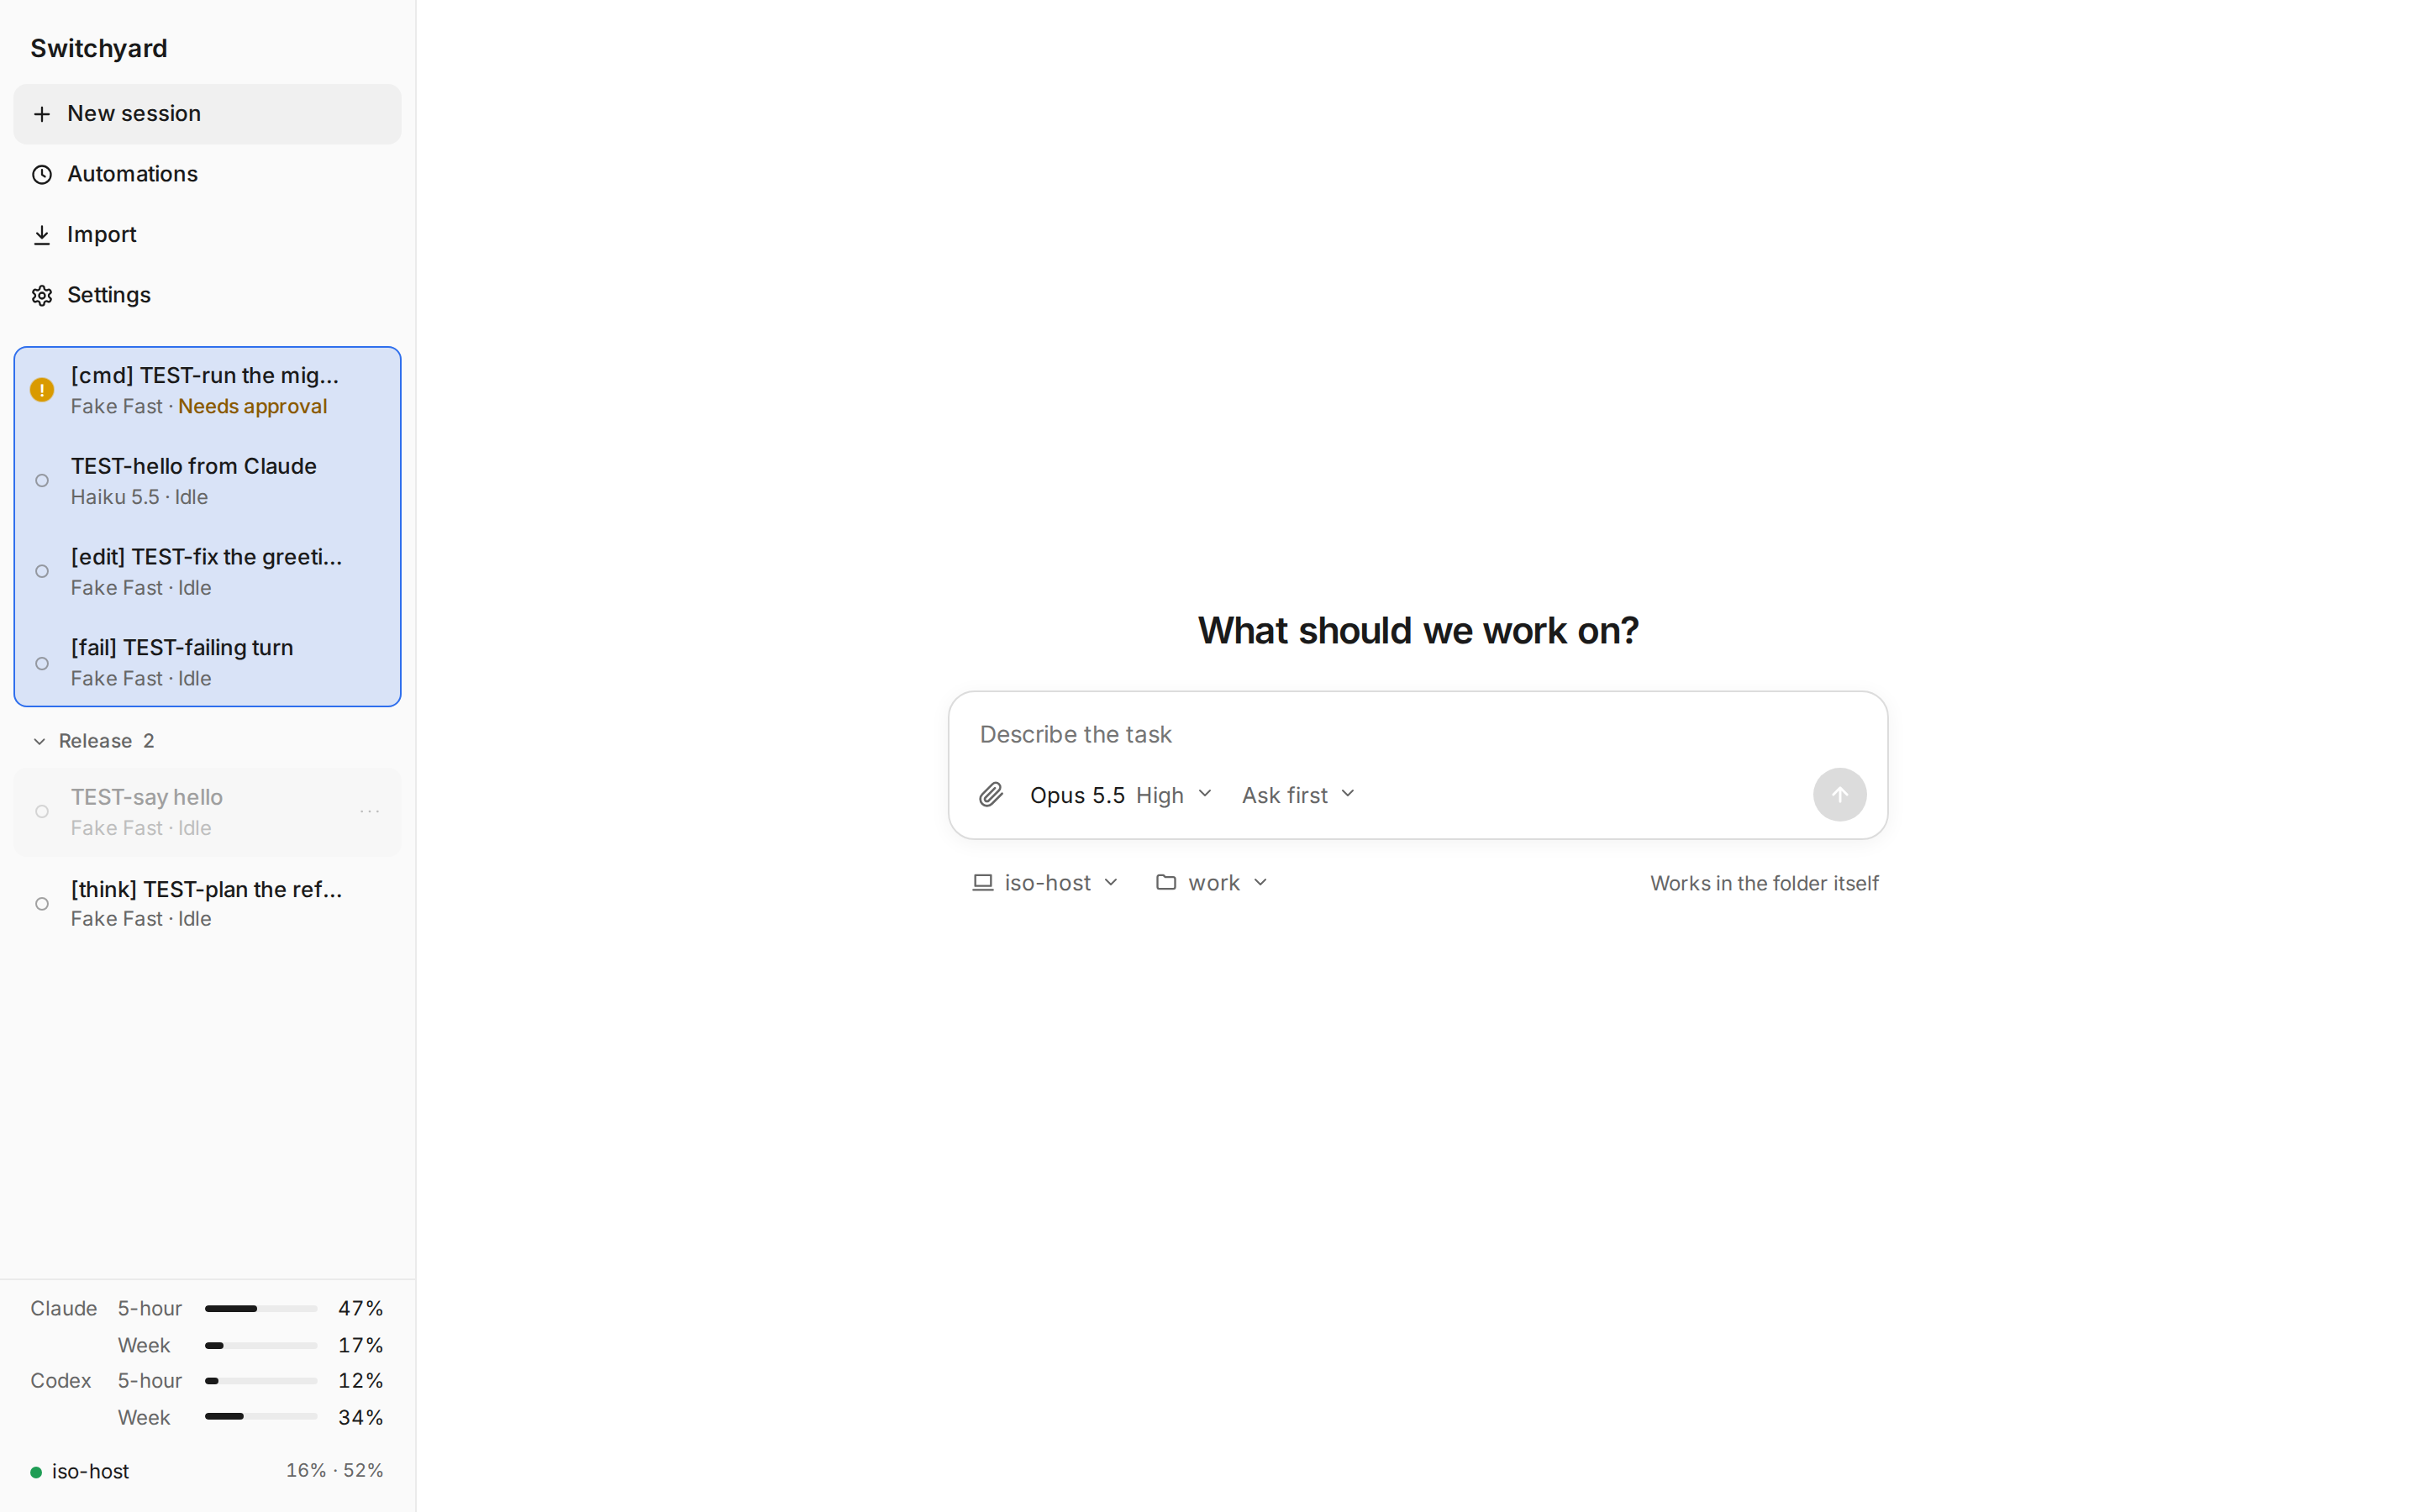 Switchyard
New session
Automations
Import
Settings
[cmd] TEST-run the mig...
Fake Fast · Needs approval
TEST-hello from Claude
Haiku 5.5 · Idle
[edit] TEST-fix the greeti...
Fake Fast · Idle
[fail] TEST-failing turn
Fake Fast · Idle
Release 2
TEST-say hello
Fake Fast · Idle
[think] TEST-plan the ref...
Fake Fast · Idle
Claude 5-hour 47%
Week 17%
Codex 5-hour 12%
Week 34%
iso-host 16% · 52%
What should we work on?
Describe the task
Opus 5.5 High Ask first
iso-host work Works in the folder itself